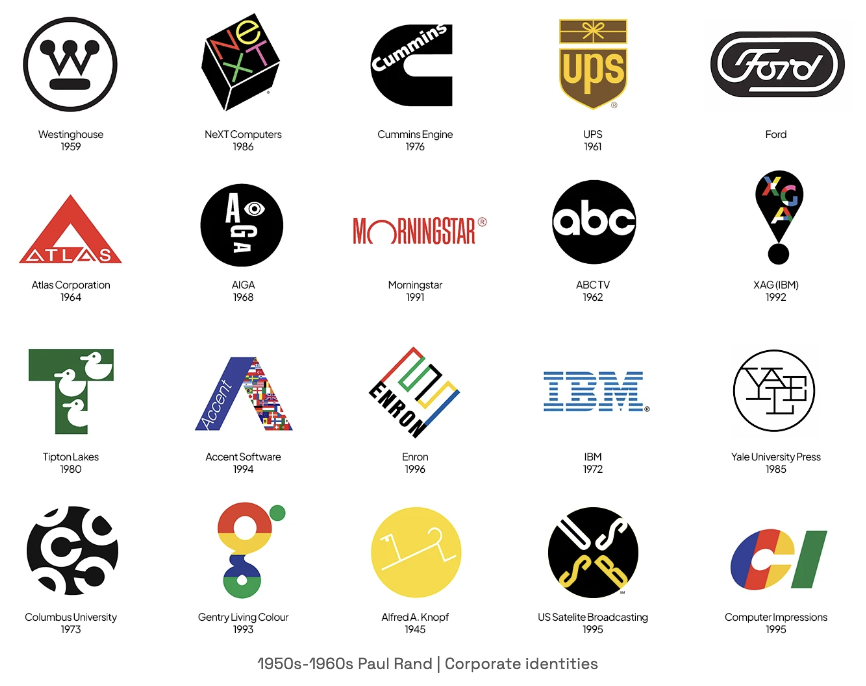 W
NeXT
Cummins
ups
®
Ford
Westinghouse
1959
NeXT Computers
1986
Cummins Engine
1976
UPS
1961
Ford
ATLAS
AIGA
MORNINGSTAR®
abc
XGA
Atlas Corporation
1964
AIGA
1968
Morningstar
1991
ABC TV
1962
XAG (IBM)
1992
T
Accent
ENRON
IBM®
YALE
Tipton Lakes
1980
Accent Software
1994
Enron
1996
IBM
1972
Yale University Press
1985
g
USSB
CI
Columbus University
1973
Gentry Living Colour
1993
Alfred A. Knopf
1945
US Satelite Broadcasting
1995
Computer Impressions
1995
1950s-1960s Paul Rand | Corporate identities